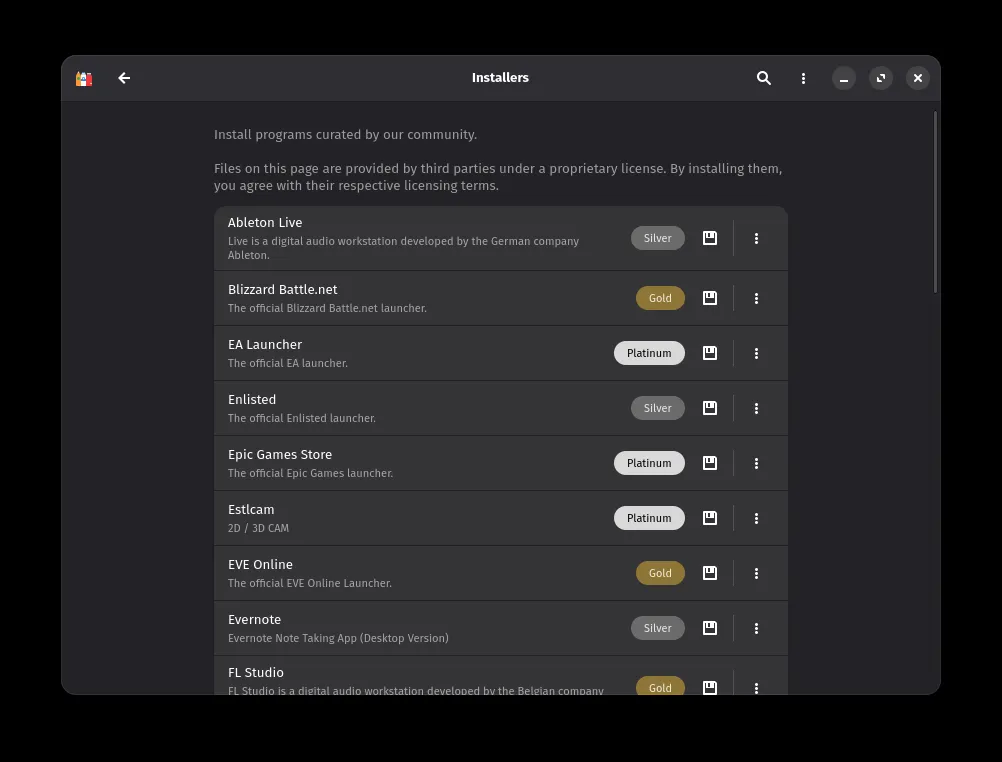 Installers
Install programs curated by our community.
Files on this page are provided by third parties under a proprietary license. By installing them,
you agree with their respective licensing terms.
Ableton Live
Live is a digital audio workstation developed by the German company
Ableton.
Silver
Blizzard Battle.net
The official Blizzard Battle.net launcher.
Gold
EA Launcher
The official EA launcher.
Platinum
Enlisted
The official Enlisted launcher.
Silver
Epic Games Store
The official Epic Games launcher.
Platinum
Estlcam
2D / 3D CAM
Platinum
EVE Online
The official EVE Online Launcher.
Gold
Evernote
Evernote Note Taking App (Desktop Version)
Silver
FL Studio
FL Studio is a digital audio workstation developed by the Belgian company
Gold